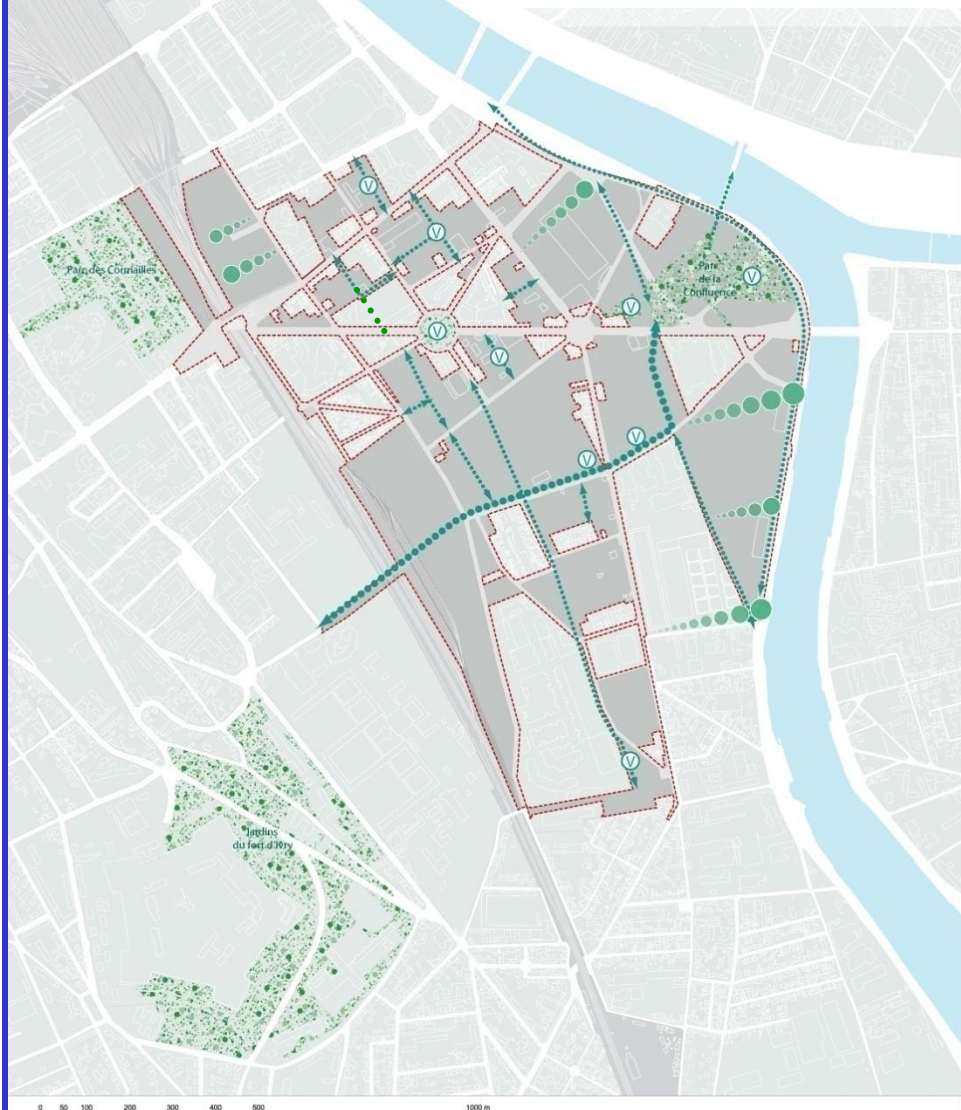 Parc des Cormailles
Parc
de la
Confluence
V
V
V
V
V
V
V
V
V
Jardins
du fort d'Ivry
0 50 100 200 300 400 500 1000 m